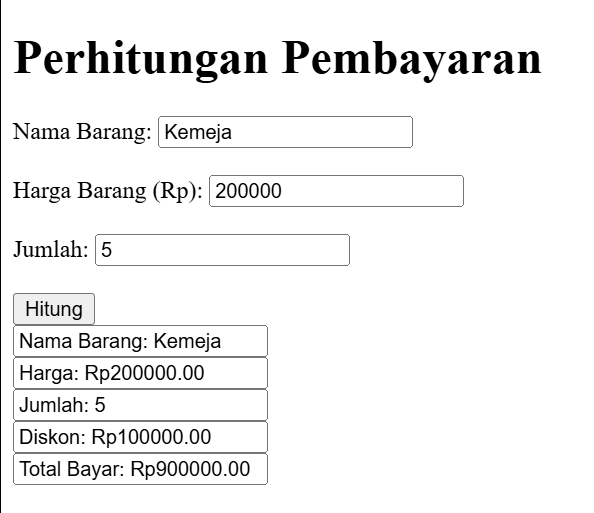 Perhitungan Pembayaran
Nama Barang: Kemeja
Harga Barang (Rp): 200000
Jumlah: 5
Hitung
Nama Barang: Kemeja
Harga: Rp200000.00
Jumlah: 5
Diskon: Rp100000.00
Total Bayar: Rp900000.00